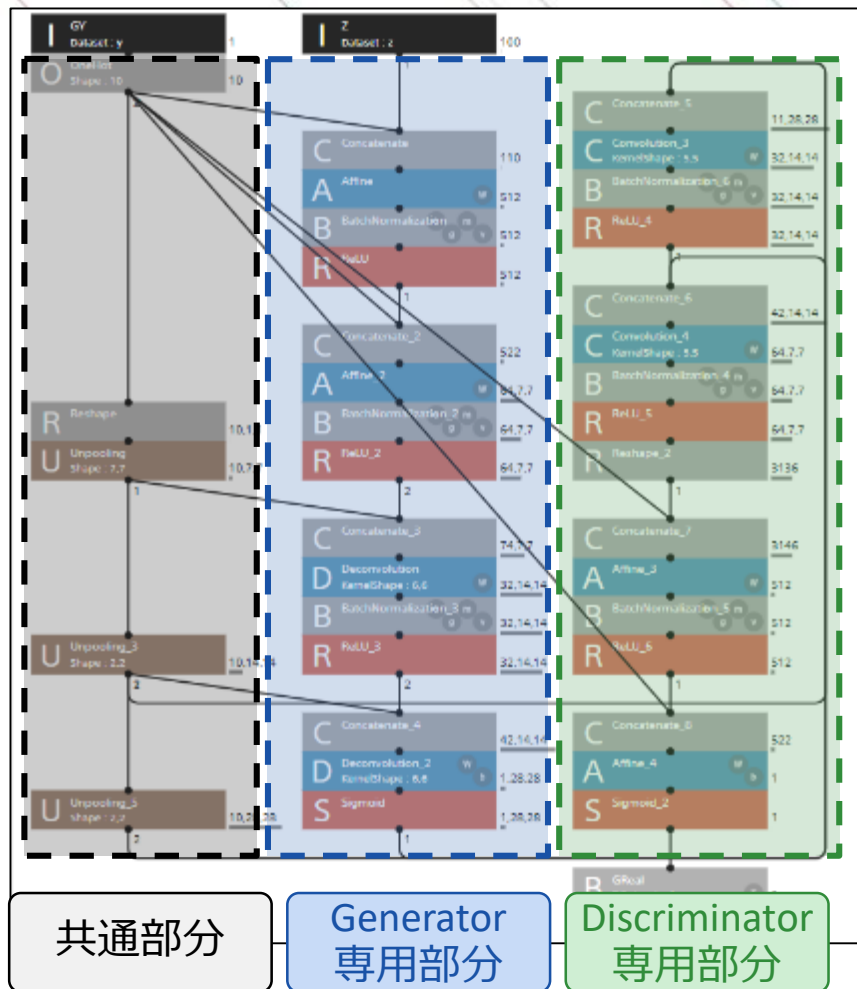 I GY
Dataset : y
1
O OneHot
Shape : 10
10
R Reshape
U Unpooling
Shape : 7,7
1
U Unpooling_3
Shape : 2,2
10,14,14
2
U Unpooling_5
Shape : 2,2
10,28,28
2
I Z
Dataset : z
100
1
C Concatenate
110
A Affine
W
512
B BatchNormalization
m
g
v
512
R ReLU
512
1
C Concatenate_2
522
A Affine_2
W
64,7,7
B BatchNormalization_2
m
g
v
64,7,7
R ReLU_2
64,7,7
2
C Concatenate_3
74,7,7
D Deconvolution
KernelShape : 6,6
W
32,14,14
B BatchNormalization_3
m
g
v
32,14,14
R ReLU_3
32,14,14
2
C Concatenate_4
42,14,14
D Deconvolution_2
KernelShape : 6,6
W
b
1,28,28
S Sigmoid
1,28,28
1
C Concatenate_5
11,28,28
C Convolution_3
KernelShape : 5,5
W
32,14,14
B BatchNormalization_6
m
g
v
32,14,14
R ReLU_4
32,14,14
C Concatenate_6
42,14,14
C Convolution_4
KernelShape : 5,5
W
64,7,7
B BatchNormalization_4
m
g
v
64,7,7
R ReLU_5
64,7,7
R Reshape_2
3136
1
C Concatenate_7
3146
A Affine_3
W
512
B BatchNormalization_5
m
g
v
512
R ReLU_6
512
1
C
522
A Affine_4
W
b
1
S Sigmoid_2
1
GReal
共通部分
Generator
専用部分
Discriminator
専用部分